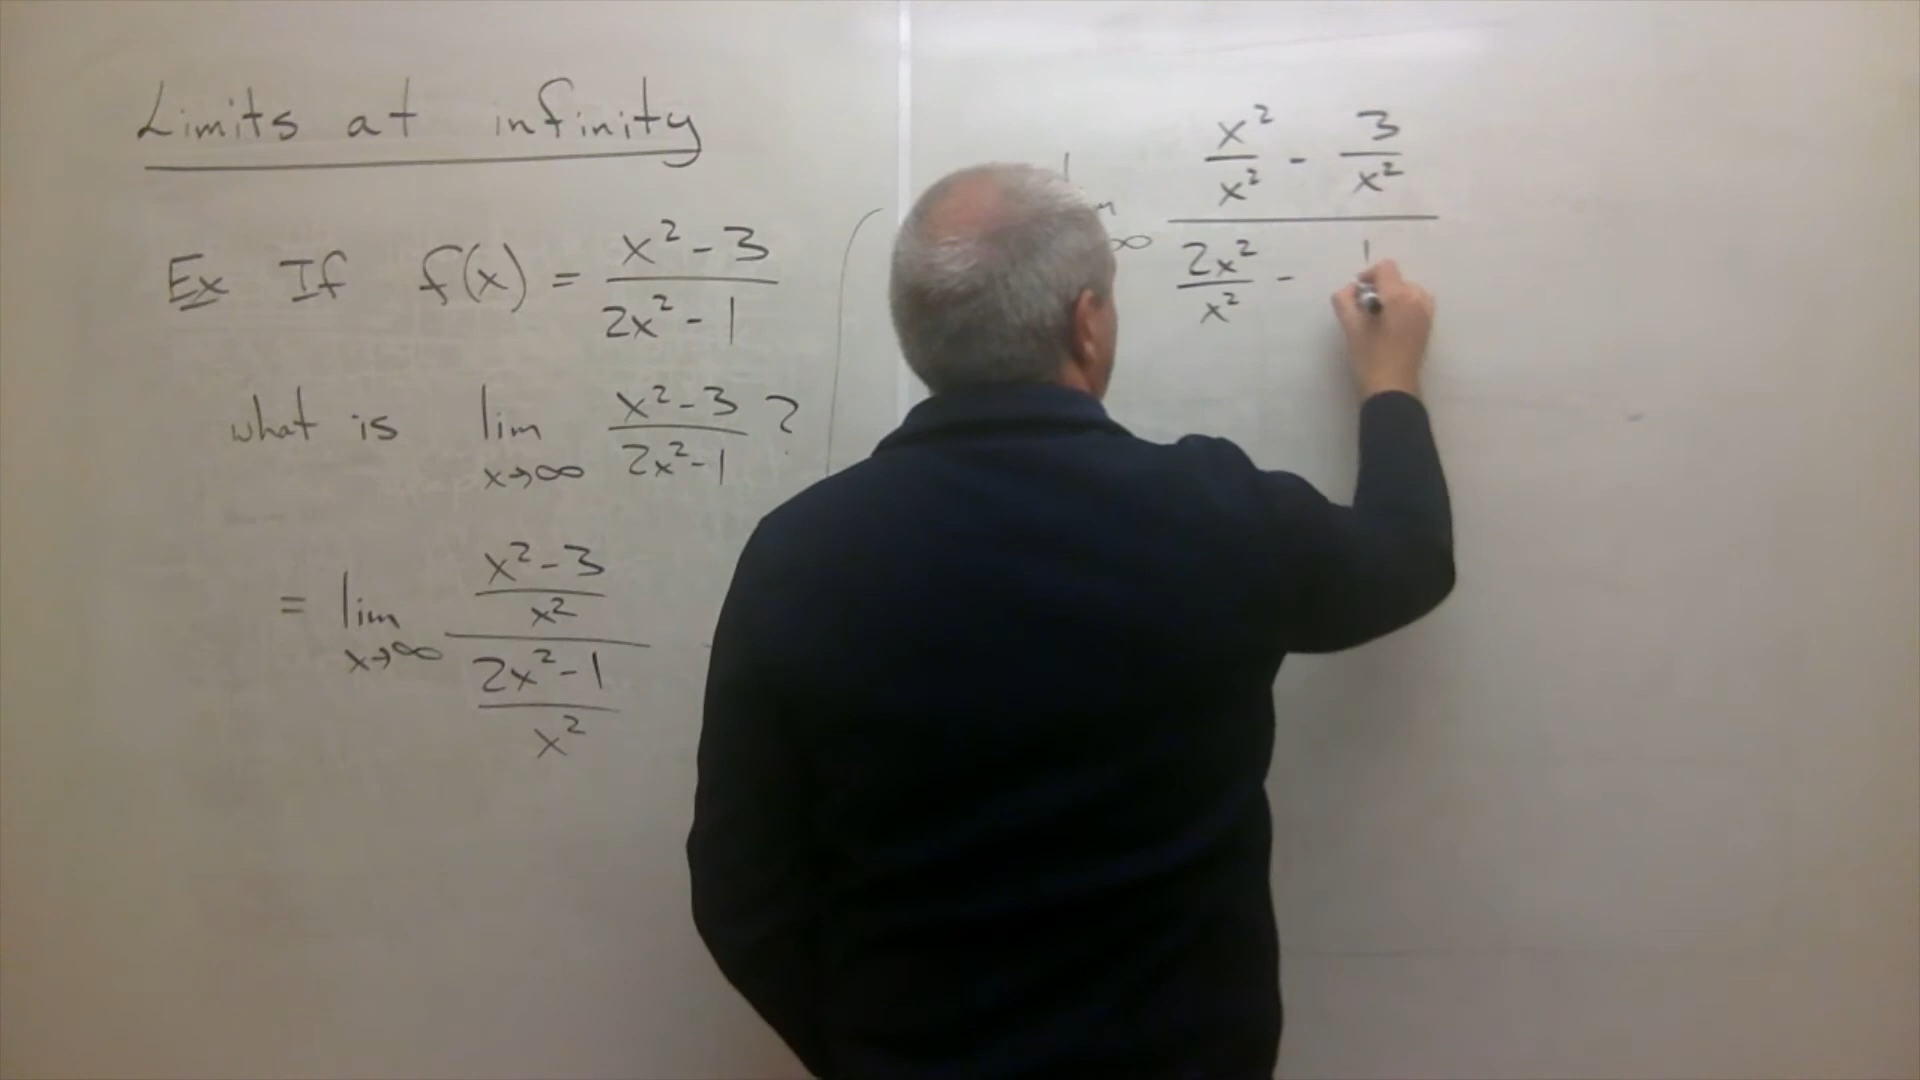 Limits at infinity
Ex If f(x) = x² - 3
2x² - 1
what is lim x² - 3 ?
x→∞ 2x² - 1
x² - 3
x²
= lim
x→∞
2x² - 1
x²
x² - 3
x² x²
∞
2x² - 1
x²